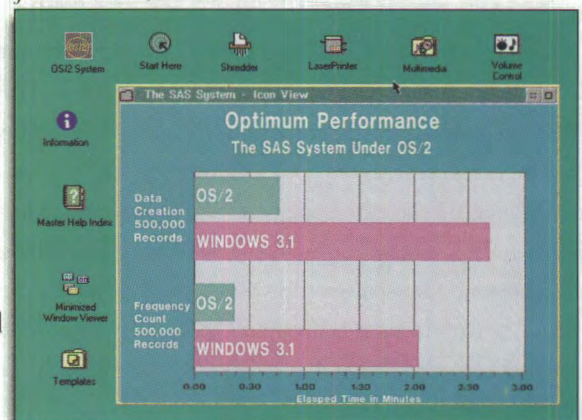 OS/2 System
Start Here
Shredder
LaserPrinter
Multimedia
Volume
Control
Information
Master Help Index
Minimized
Window Viewer
Templates
The SAS System - Icon View
Optimum Performance
The SAS System Under OS/2
Data
Creation
500,000
Records
OS/2
WINDOWS 3.1
Frequency
Count
500,000
Records
OS/2
WINDOWS 3.1
0:00 0:30 1:00 1:30 2:00 2:30 3:00
Elapsed Time in Minutes